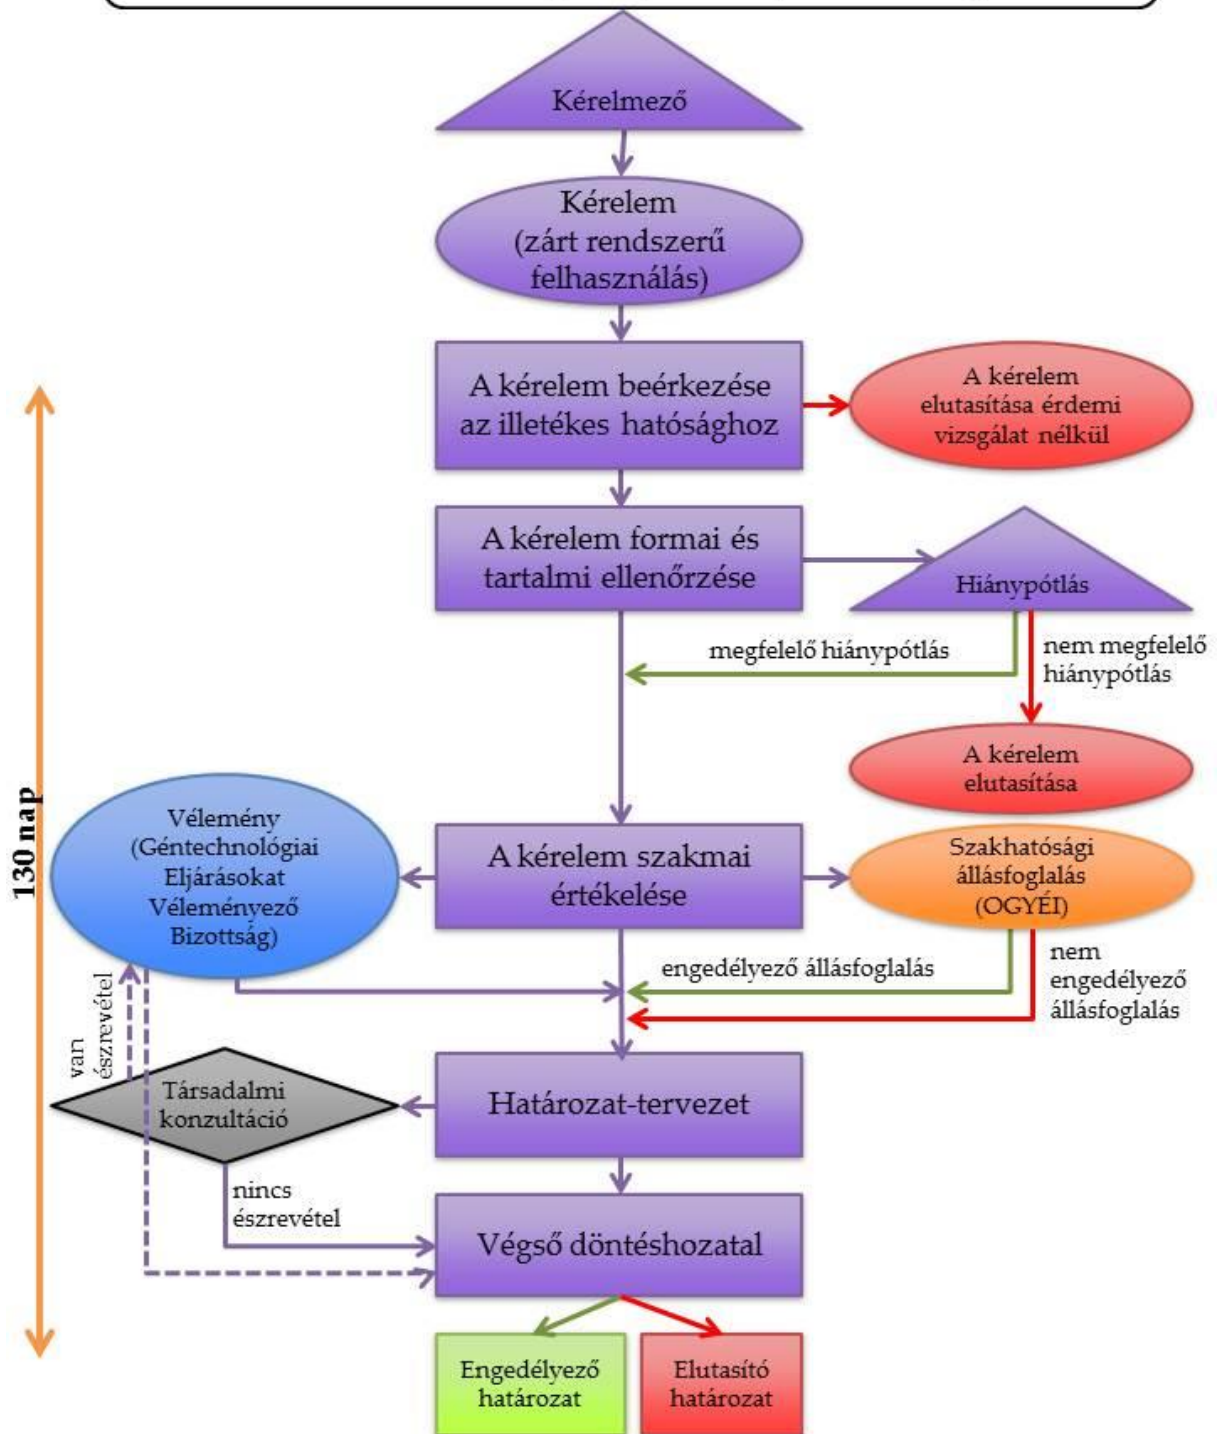 Kérelmező
Kérelem
(zárt rendszerű
felhasználás)
A kérelem beérkezése
az illetékes hatósághoz
A kérelem
elutasítása érdemi
vizsgálat nélkül
A kérelem formai és
tartalmi ellenőrzése
Hiánypótlás
megfelelő hiánypótlás
nem megfelelő
hiánypótlás
A kérelem
elutasítása
130 nap
Vélemény
(Géntechnológiai
Eljárásokat
Véleményező
Bizottság)
A kérelem szakmai
értékelése
Szakhatósági
állásfoglalás
(OGYÉI)
engedélyező állásfoglalás
nem
engedélyező
állásfoglalás
van
észrevétel
Társadalmi
konzultáció
Határozat-tervezet
nincs
észrevétel
Végső döntéshozatal
Engedélyező
határozat
Elutasító
határozat